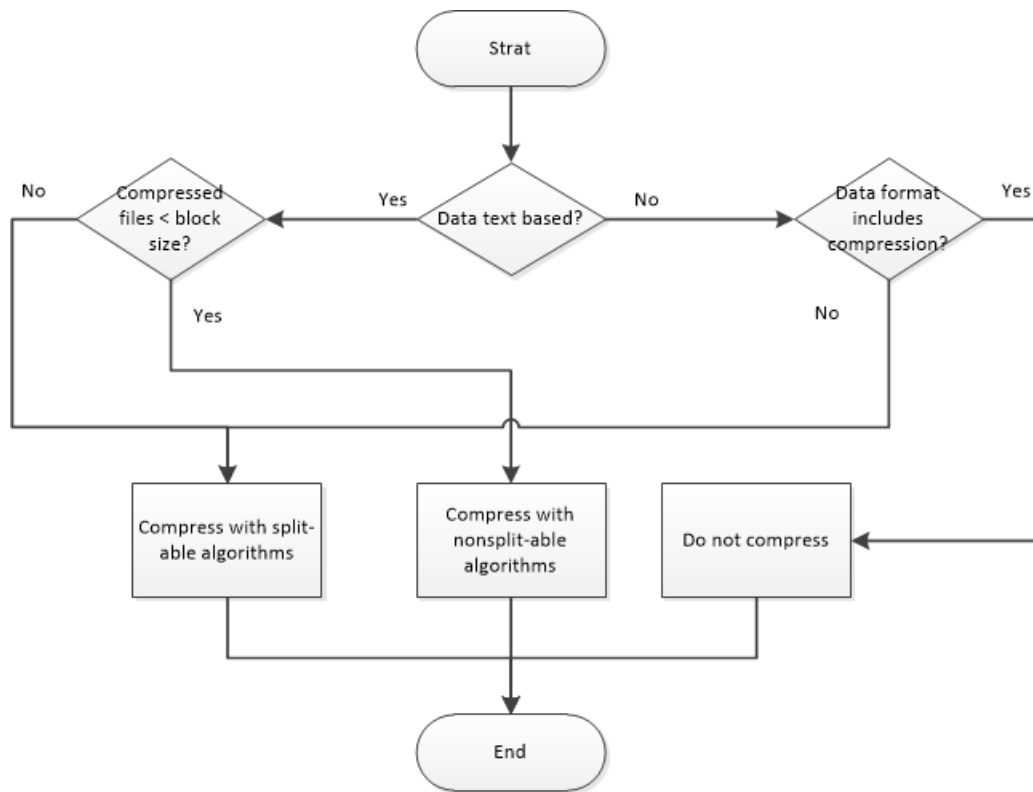 Strat
No
Compressed
files < block
size?
Yes
Data text based?
No
Data format
includes
compression?
Yes
Yes
No
Compress with split-
able algorithms
Compress with
nonsplit-able
algorithms
Do not compress
End